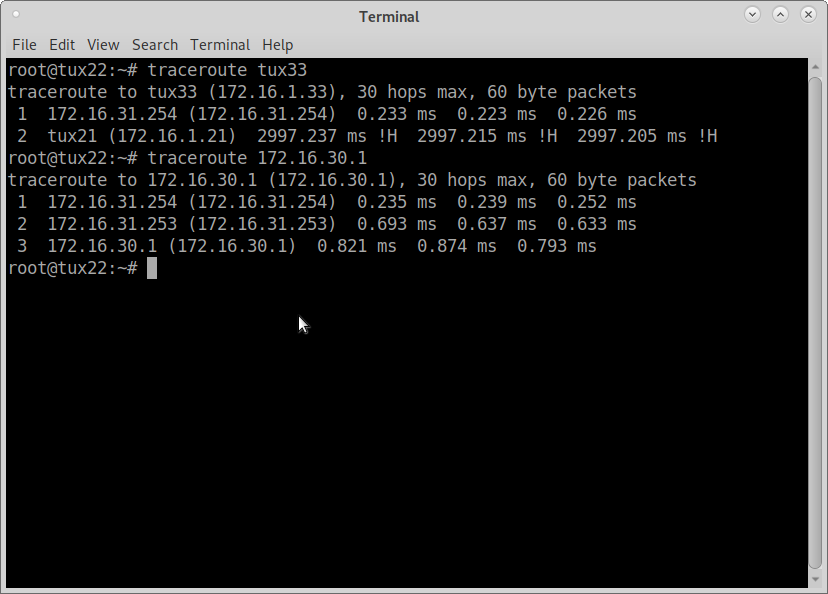 Terminal
File Edit View Search Terminal Help
root@tux22:~# traceroute tux33
traceroute to tux33 (172.16.1.33), 30 hops max, 60 byte packets
 1  172.16.31.254 (172.16.31.254)  0.233 ms  0.223 ms  0.226 ms
 2  tux21 (172.16.1.21)  2997.237 ms !H  2997.215 ms !H  2997.205 ms !H
root@tux22:~# traceroute 172.16.30.1
traceroute to 172.16.30.1 (172.16.30.1), 30 hops max, 60 byte packets
 1  172.16.31.254 (172.16.31.254)  0.235 ms  0.239 ms  0.252 ms
 2  172.16.31.253 (172.16.31.253)  0.693 ms  0.637 ms  0.633 ms
 3  172.16.30.1 (172.16.30.1)  0.821 ms  0.874 ms  0.793 ms
root@tux22:~#